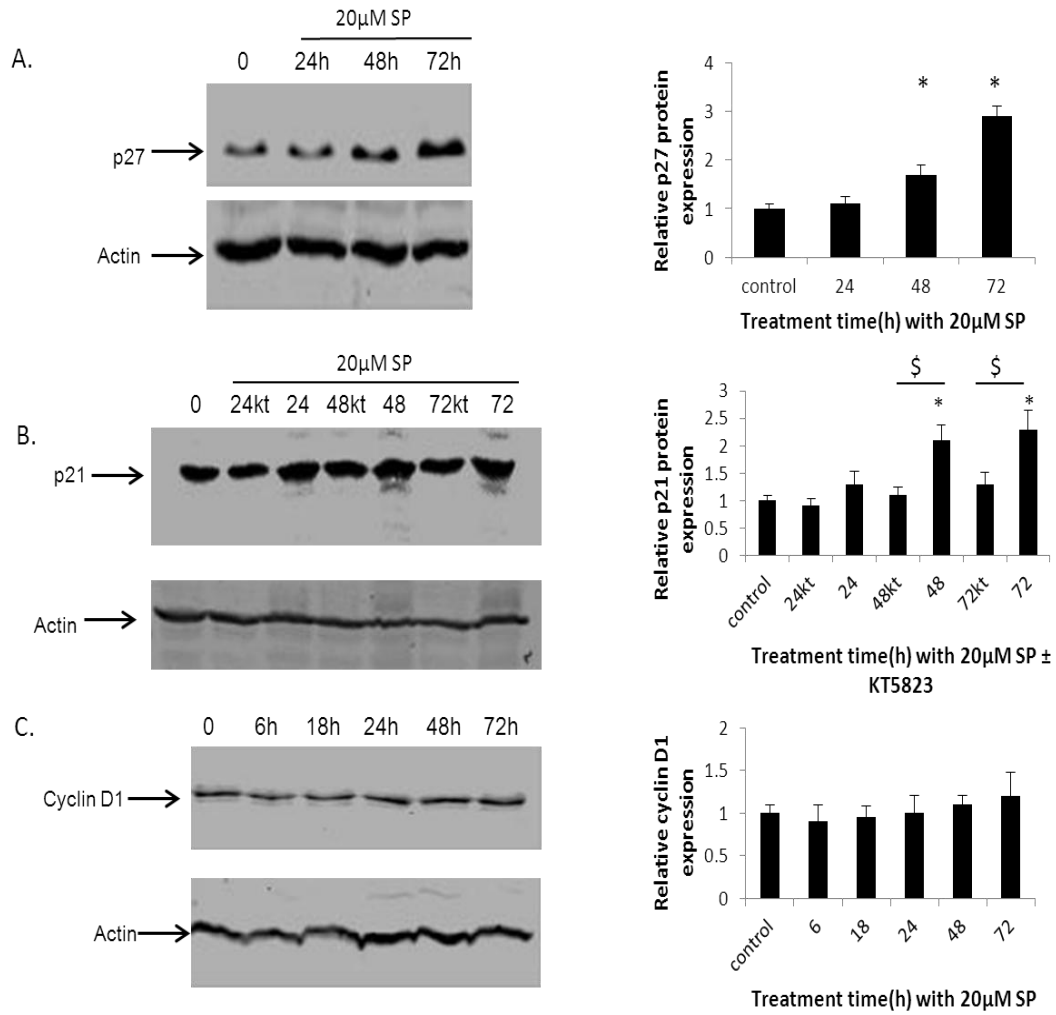 20µM SP
A.
0 24h 48h 72h
p27
Actin
Relative p27 protein
expression
4
3
2
1
0
*
*
control 24 48 72
Treatment time(h) with 20µM SP
20µM SP
0 24kt 24 48kt 48 72kt 72
B.
p21
Actin
Relative p21 protein
expression
3
2.5
2
1.5
1
0.5
0
$ $
* *
control 24kt 24 48kt 48 72kt 72
Treatment time(h) with 20µM SP ±
KT5823
C.
0 6h 18h 24h 48h 72h
Cyclin D1
Actin
Relative cyclin D1
expression
2
1.5
1
0.5
0
control 6 18 24 48 72
Treatment time(h) with 20µM SP